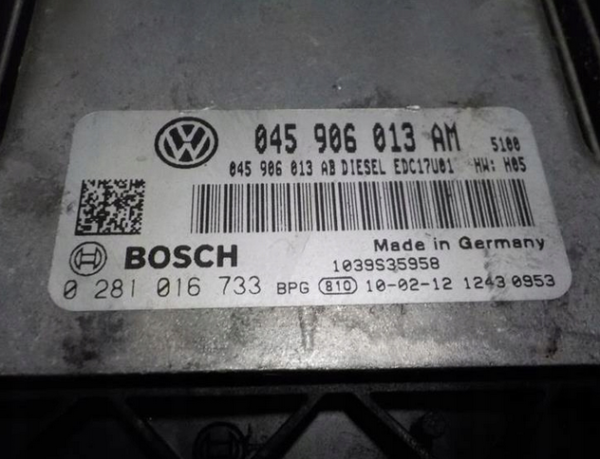 045 906 013 AM 5100
045 906 013 AB DIESEL EDC17U01 HW: H05
BOSCH Made in Germany
1039S35958
0 281 016 733 BPG 810 10-02-12 1243 0953